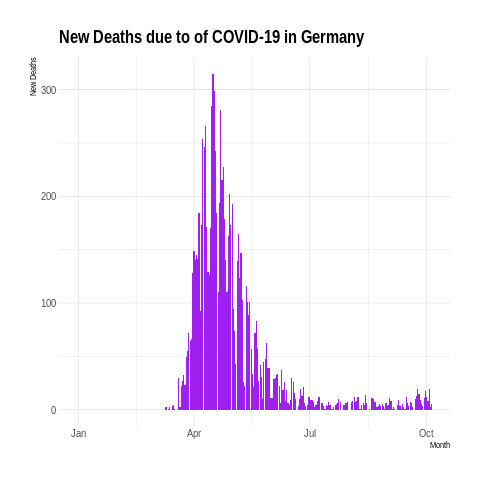 New Deaths due to of COVID-19 in Germany
New Deaths
300
200
100
0
Jan Apr Jul Oct
Month